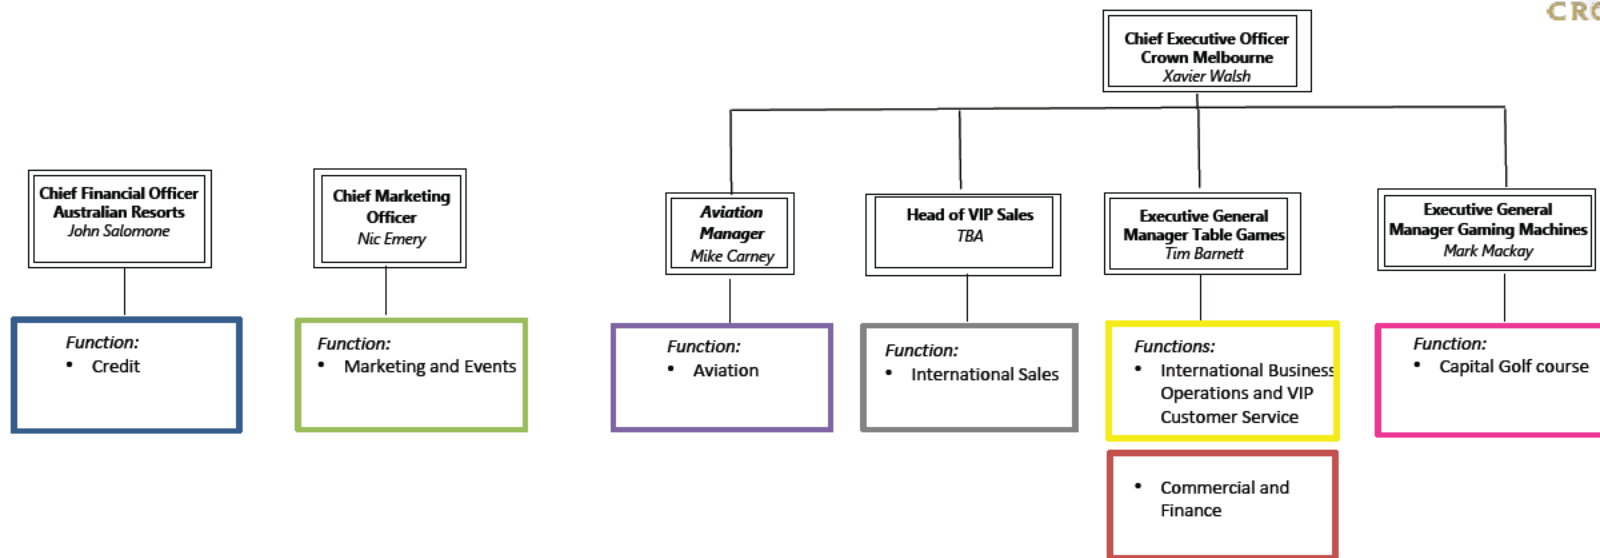 CRO
Chief Executive Officer
Crown Melbourne
Xavier Walsh
Chief Financial Officer
Australian Resorts
John Salomone
Chief Marketing
Officer
Nic Emery
Aviation
Manager
Mike Carney
Head of VIP Sales
TBA
Executive General
Manager Table Games
Tim Barnett
Executive General
Manager Gaming Machines
Mark Mackay
Function:
• Credit
Function:
• Marketing and Events
Function:
• Aviation
Function:
• International Sales
Functions:
• International Business
Operations and VIP
Customer Service
Function:
• Capital Golf course
• Commercial and
Finance